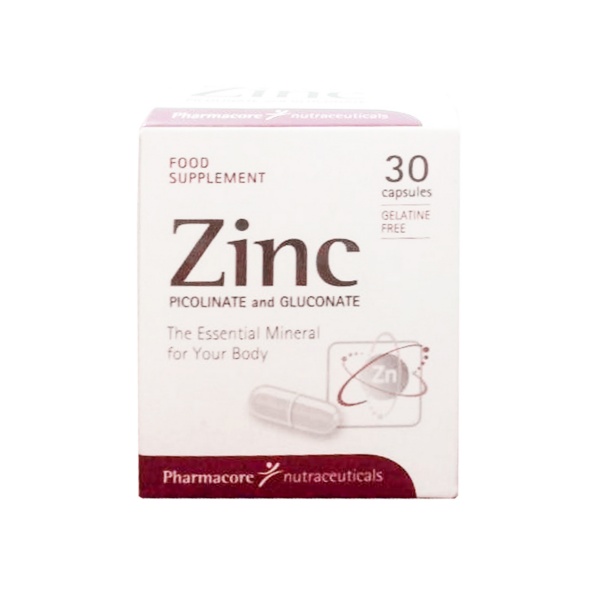 Zinc
Pharmacore nutraceuticals
FOOD
SUPPLEMENT
30
capsules
GELATINE
FREE
Zinc
PICOLINATE and GLUCONATE
The Essential Mineral
for Your Body
Zn
Pharmacore nutraceuticals